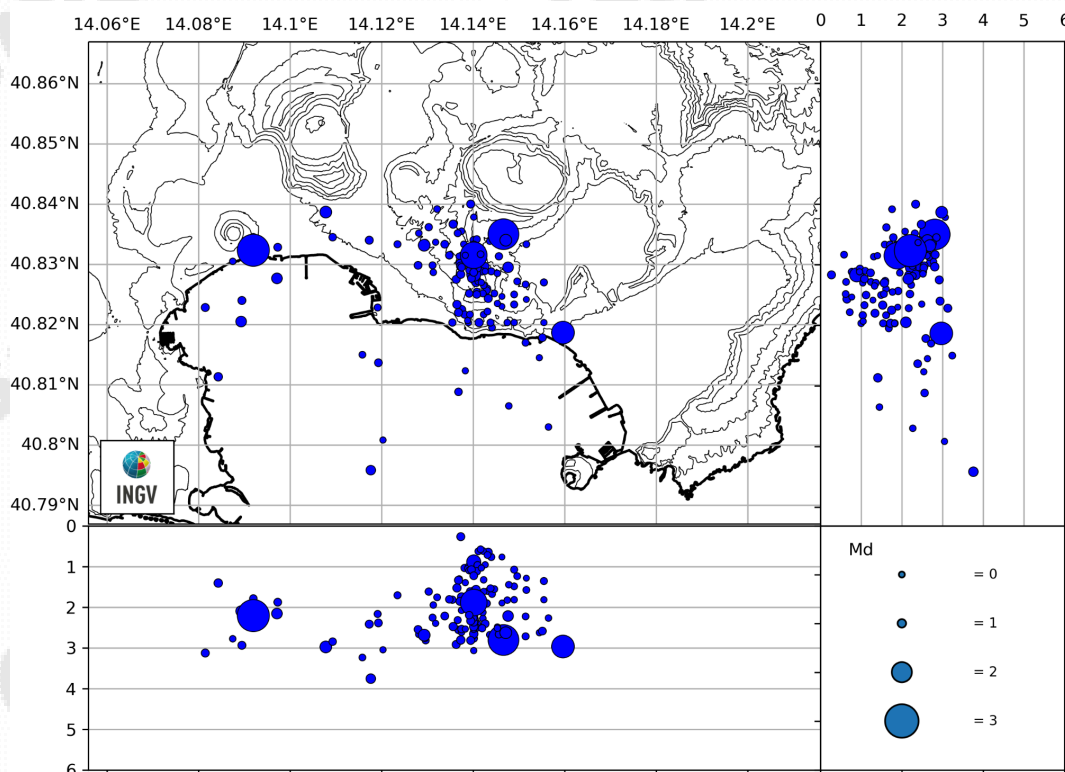 14.06°E 14.08°E 14.1°E 14.12°E 14.14°E 14.16°E 14.18°E 14.2°E 0 1 2 3 4 5 6
40.86°N
40.85°N
40.84°N
40.83°N
40.82°N
40.81°N
40.8°N
40.79°N
INGV
0
1
2
3
4
5
6
Md
= 0
= 1
= 2
= 3